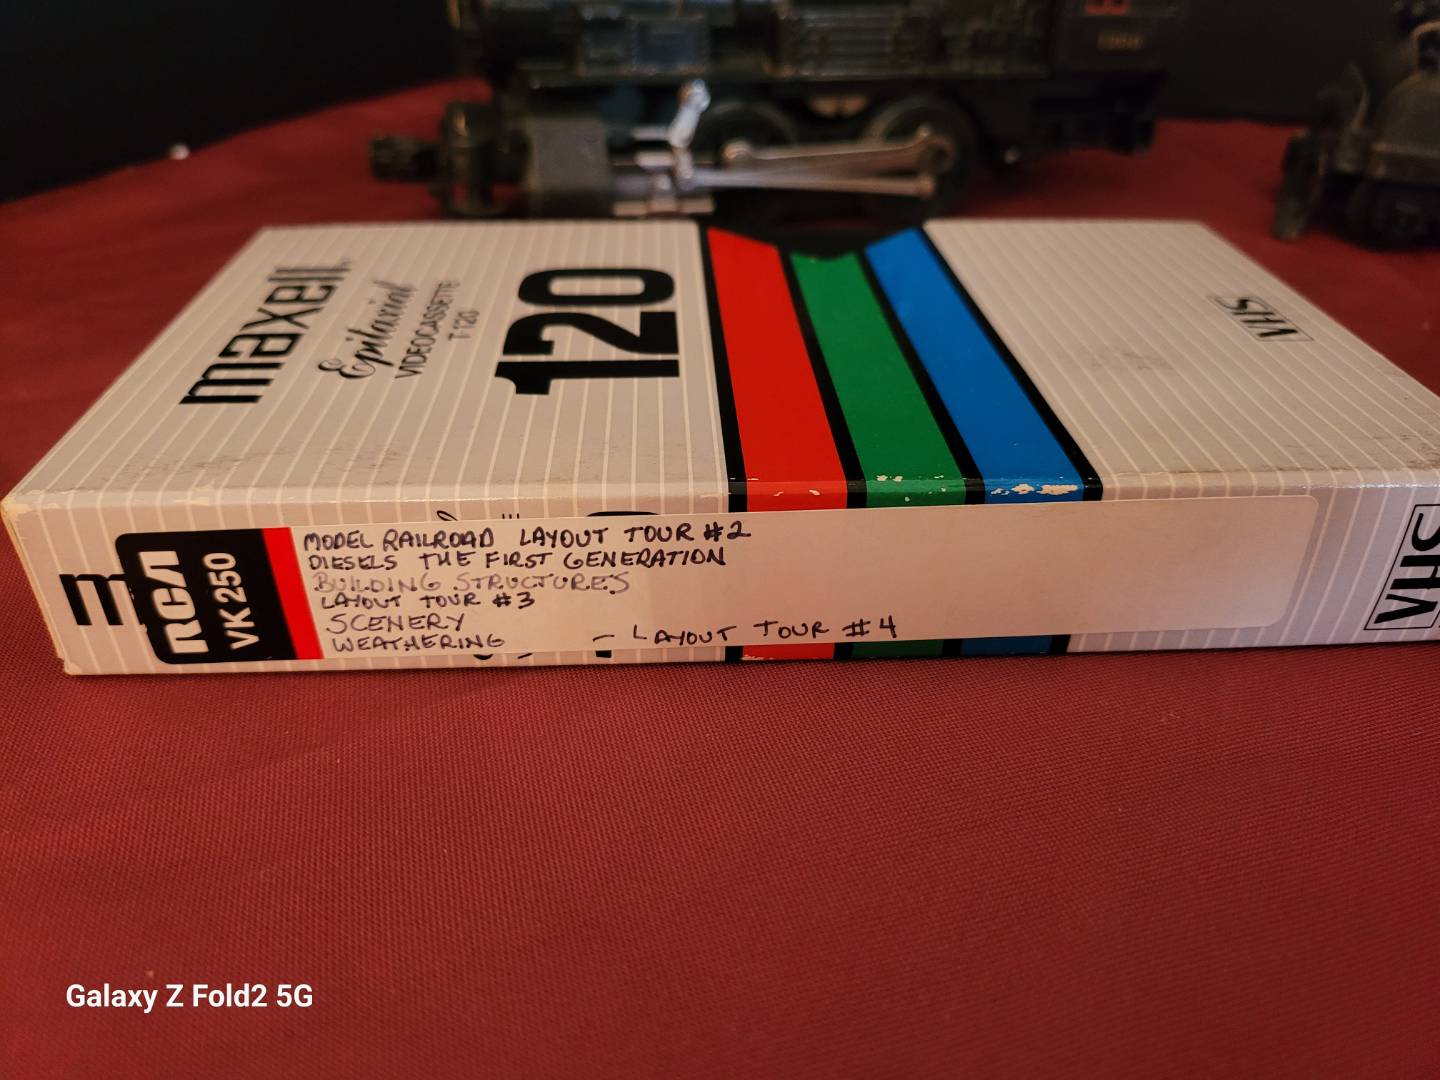 maxell
Epitaxial
VIDEOCASSETTE
T-120
120
VHS
RCA
VK 250
MODEL RAILROAD LAYOUT TOUR #2
DIESELS THE FIRST GENERATION
BUILDING STRUCTURES
LAYOUT TOUR #3
SCENERY
WEATHERING – LAYOUT TOUR #4
VHS
Galaxy Z Fold2 5G